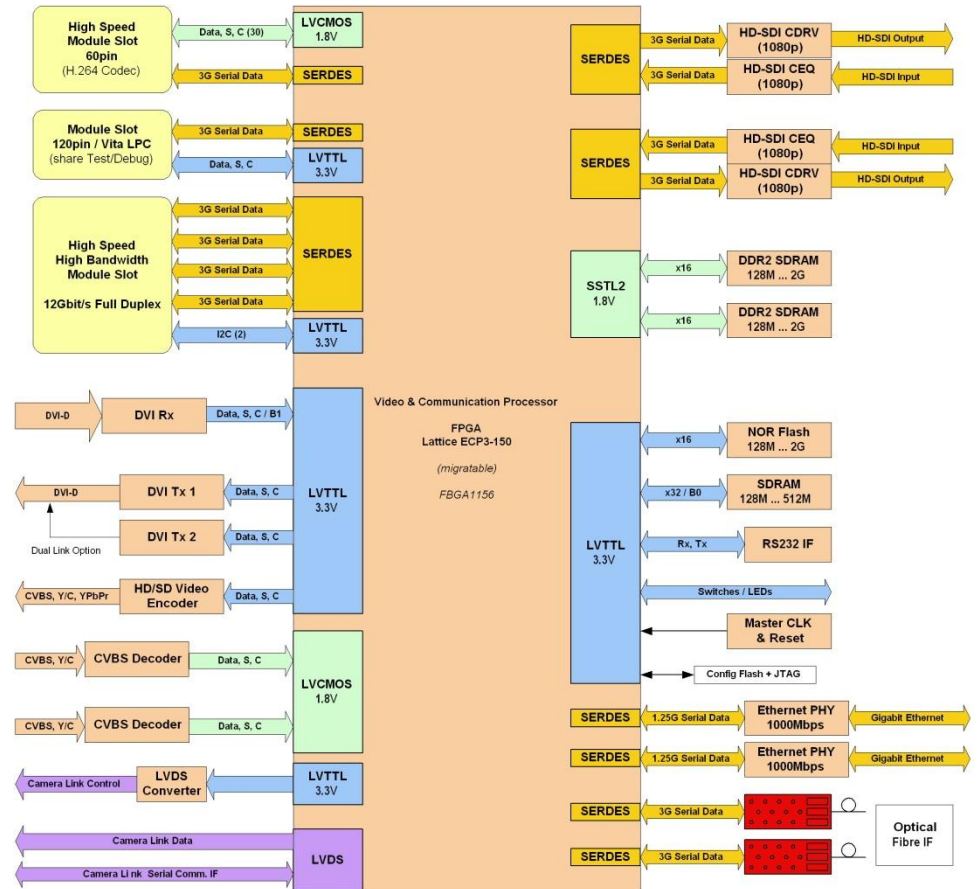 High Speed
Module Slot
60pin
(H.264 Codec)
Data, S, C (30)
LVCMOS
1.8V
3G Serial Data
SERDES
Module Slot
120pin / Vita LPC
(share Test/Debug)
3G Serial Data
SERDES
Data, S, C
LVTTL
3.3V
High Speed
High Bandwidth
Module Slot
12Gbit/s Full Duplex
3G Serial Data
3G Serial Data
3G Serial Data
3G Serial Data
SERDES
I2C (2)
LVTTL
3.3V
DVI-D
DVI Rx
Data, S, C / B1
DVI-D
DVI Tx 1
Data, S, C
Dual Link Option
DVI Tx 2
Data, S, C
CVBS, Y/C, YPbPr
HD/SD Video
Encoder
Data, S, C
LVTTL
3.3V
CVBS, Y/C
CVBS Decoder
Data, S, C
CVBS, Y/C
CVBS Decoder
Data, S, C
LVCMOS
1.8V
Camera Link Control
LVDS
Converter
LVTTL
3.3V
Camera Link Data
Camera Link Serial Comm. IF
LVDS
Video & Communication Processor
FPGA
Lattice ECP3-150
(migratable)
FBGA1156
SERDES
3G Serial Data
HD-SDI CDRV
(1080p)
HD-SDI Output
3G Serial Data
HD-SDI CEQ
(1080p)
HD-SDI Input
SERDES
3G Serial Data
HD-SDI CEQ
(1080p)
HD-SDI Input
3G Serial Data
HD-SDI CDRV
(1080p)
HD-SDI Output
SSTL2
1.8V
x16
DDR2 SDRAM
128M ... 2G
x16
DDR2 SDRAM
128M ... 2G
LVTTL
3.3V
x16
NOR Flash
128M ... 2G
x32 / B0
SDRAM
128M ... 512M
Rx, Tx
RS232 IF
Switches / LEDs
Master CLK
& Reset
Config Flash + JTAG
SERDES
1.25G Serial Data
Ethernet PHY
1000Mbps
Gigabit Ethernet
SERDES
1.25G Serial Data
Ethernet PHY
1000Mbps
Gigabit Ethernet
SERDES
3G Serial Data
SERDES
3G Serial Data
Optical
Fibre IF